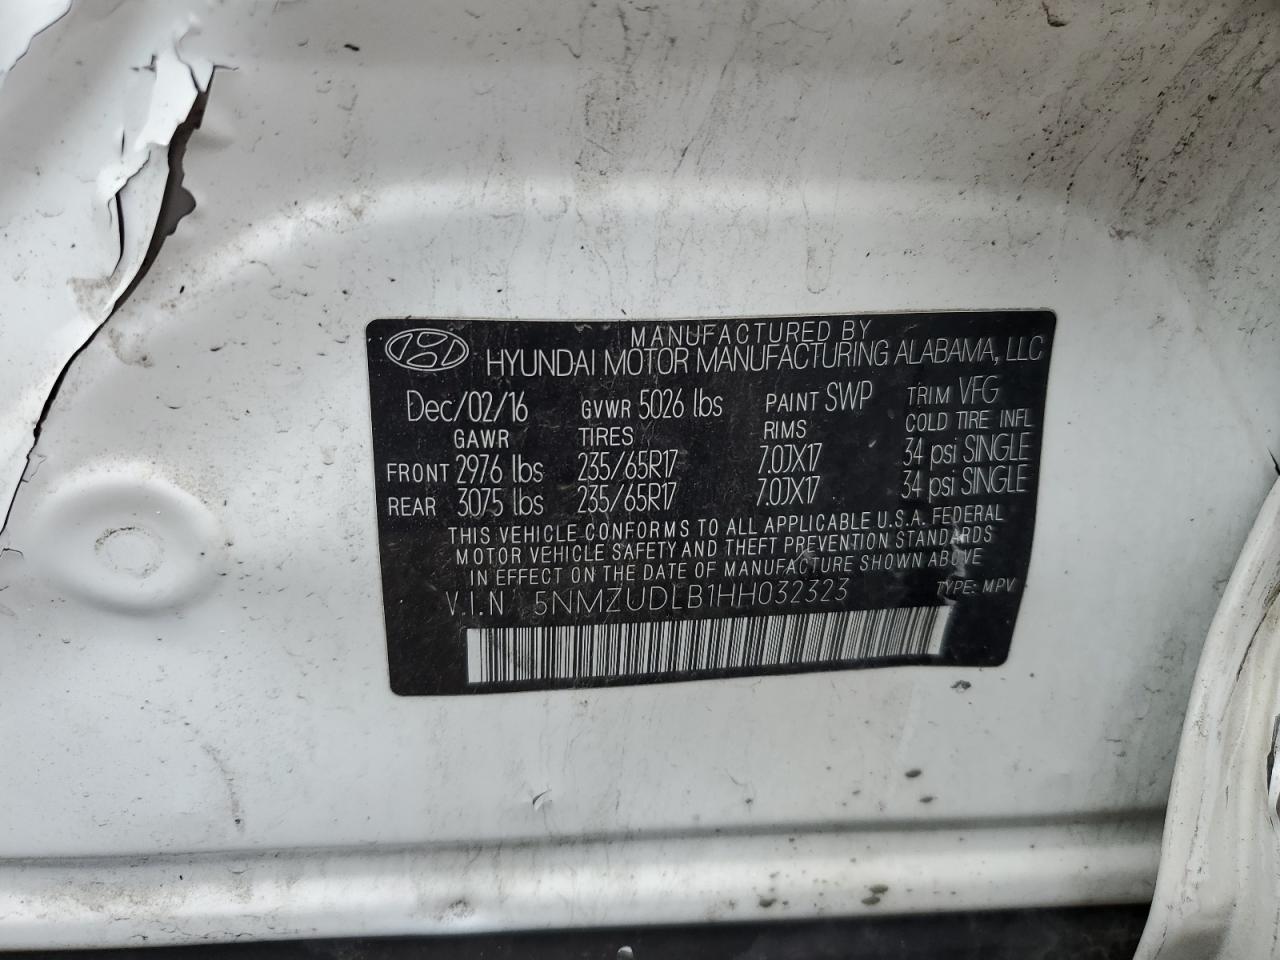 MANUFACTURED BY
HYUNDAI MOTOR MANUFACTURING ALABAMA, LLC
Dec/02/16 GVWR 5026 lbs PAINT SWP TRIM VFG
GAWR TIRES RIMS COLD TIRE INFL
FRONT 2976 lbs 235/65R17 7.0JX17 34 psi SINGLE
REAR 3075 lbs 235/65R17 7.0JX17 34 psi SINGLE
THIS VEHICLE CONFORMS TO ALL APPLICABLE U.S.A. FEDERAL
MOTOR VEHICLE SAFETY AND THEFT PREVENTION STANDARDS
IN EFFECT ON THE DATE OF MANUFACTURE SHOWN ABOVE
V.I.N 5NMZUDLB1HH032323 TYPE: MPV